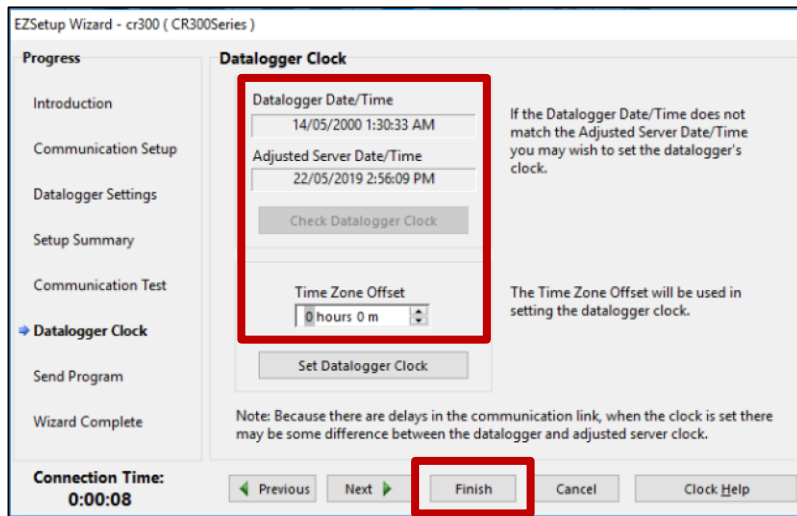 EZSetup Wizard - cr300 ( CR300Series )
Progress
Introduction
Communication Setup
Datalogger Settings
Setup Summary
Communication Test
Datalogger Clock
Send Program
Wizard Complete
Connection Time:
0:00:08
Datalogger Clock
Datalogger Date/Time
14/05/2000 1:30:33 AM
Adjusted Server Date/Time
22/05/2019 2:56:09 PM
Check Datalogger Clock
If the Datalogger Date/Time does not
match the Adjusted Server Date/Time
you may wish to set the datalogger's
clock.
Time Zone Offset
0 hours 0 m
The Time Zone Offset will be used in
setting the datalogger clock.
Set Datalogger Clock
Note: Because there are delays in the communication link, when the clock is set there
may be some difference between the datalogger and adjusted server clock.
Previous
Next
Finish
Cancel
Clock Help